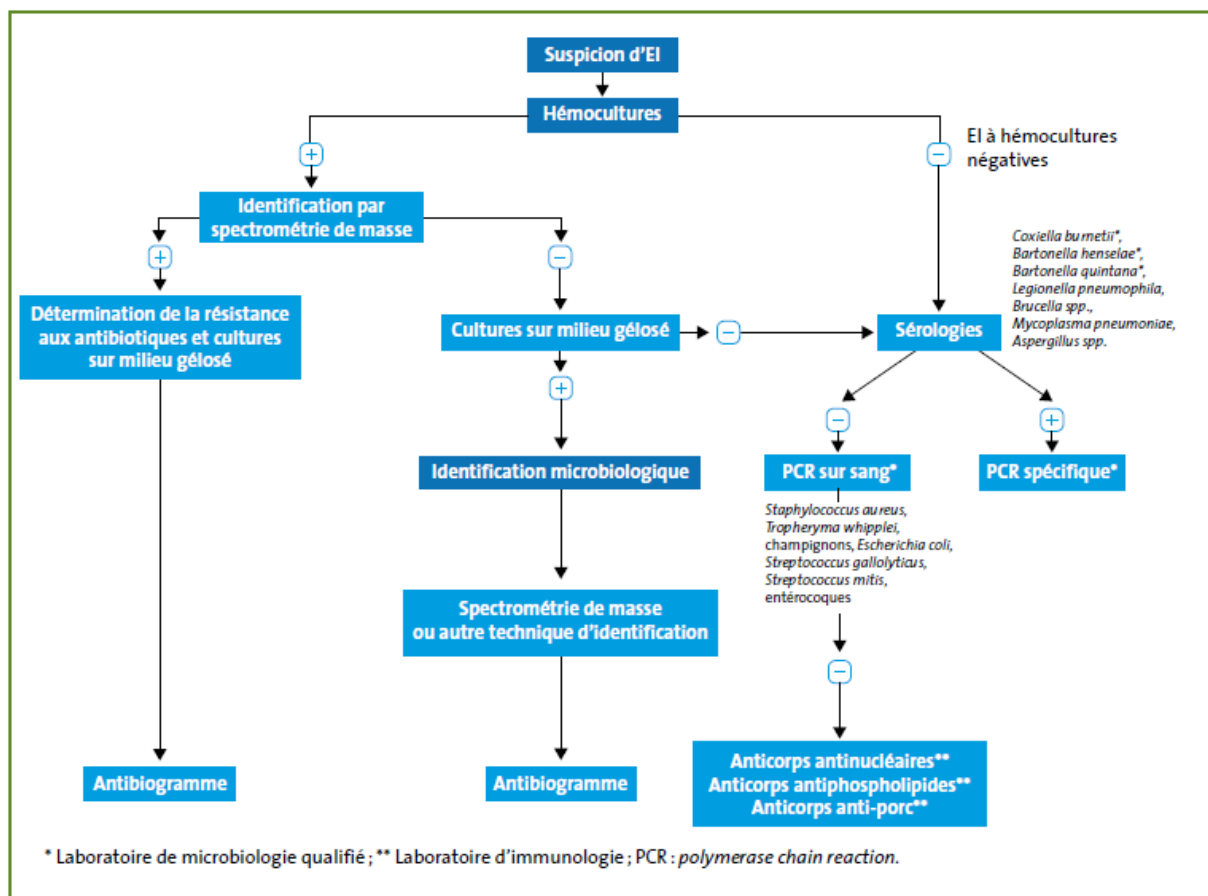 Suspicion d'EI
Hémocultures
+
−
EI à hémocultures
négatives
Identification par
spectrométrie de masse
+
−
Coxiella burnetii*,
Bartonella henselae*,
Bartonella quintana*,
Legionella pneumophila,
Brucella spp.,
Mycoplasma pneumoniae,
Aspergillus spp.
Détermination de la résistance
aux antibiotiques et cultures
sur milieu gélosé
Cultures sur milieu gélosé
−
Sérologies
+
−
+
Identification microbiologique
PCR sur sang*
PCR spécifique*
Staphylococcus aureus,
Tropheryma whipplei,
champignons, Escherichia coli,
Streptococcus gallolyticus,
Streptococcus mitis,
entérocoques
Spectrométrie de masse
ou autre technique d'identification
−
Antibiogramme
Antibiogramme
Anticorps antinucléaires**
Anticorps antiphospholipides**
Anticorps anti-porc**
* Laboratoire de microbiologie qualifié ; ** Laboratoire d'immunologie ; PCR : polymerase chain reaction.